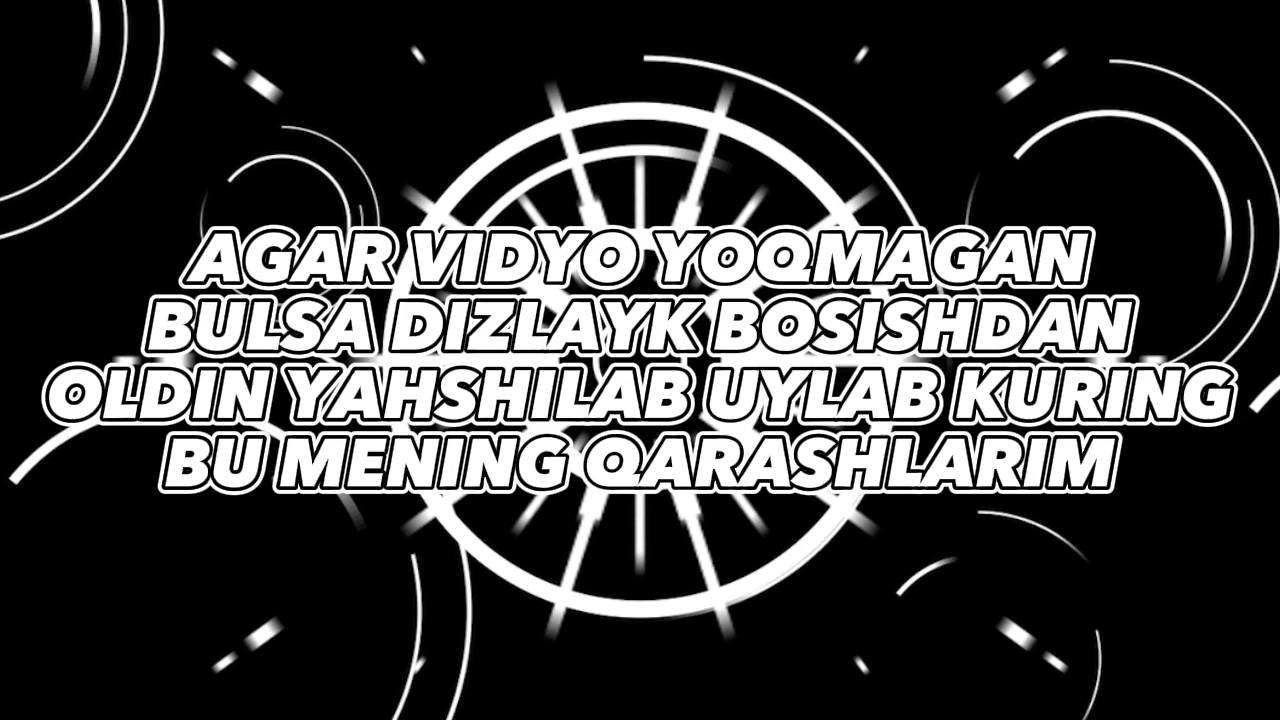 AGAR VIDYO YOQMAGAN
BULSA DIZLAYK BOSISHDAN
OLDIN YAHSHILAB UYLAB KURING
BU MENING QARASHLARIM